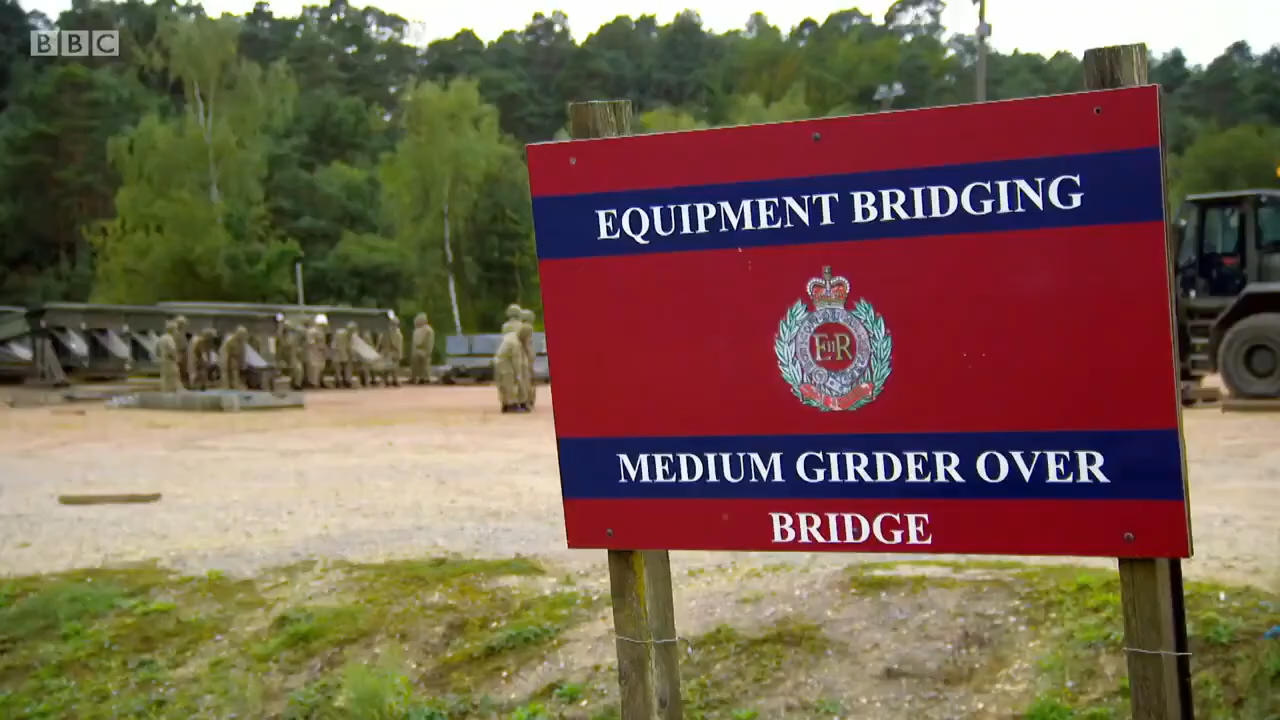 BBC
EQUIPMENT BRIDGING
EIIR
MEDIUM GIRDER OVER
BRIDGE